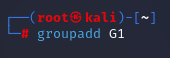 ┌──(root㉿kali)-[~]
└─# groupadd G1